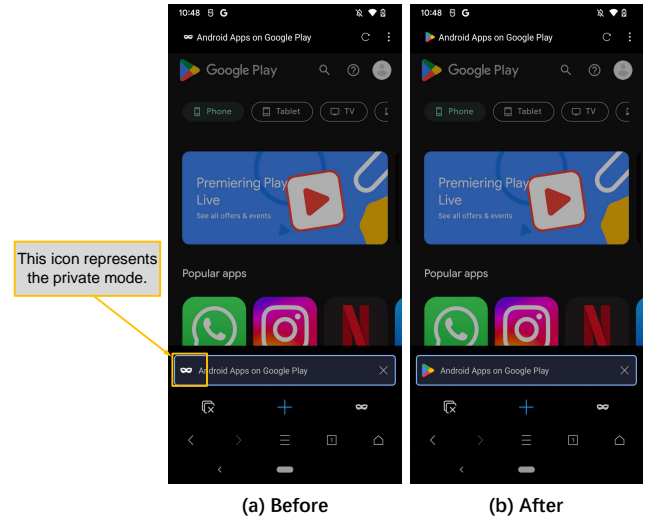 10:48 G
Android Apps on Google Play
Google Play
Phone
Tablet
TV
Premiering Play
Live
See all offers & events
Popular apps
N
Android Apps on Google Play
1
This icon represents
the private mode.
(a) Before
10:48 G
Android Apps on Google Play
Google Play
Phone
Tablet
TV
Premiering Play
Live
See all offers & events
Popular apps
N
Android Apps on Google Play
1
(b) After